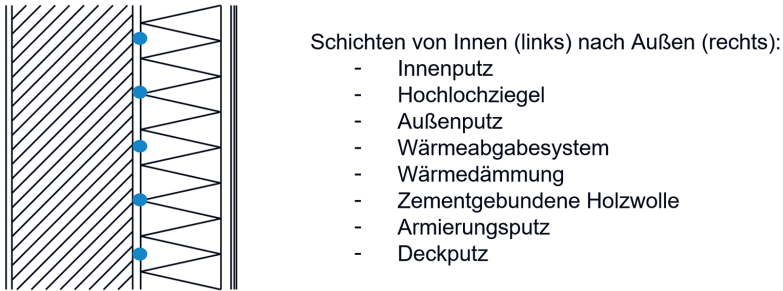 Schichten von Innen (links) nach Außen (rechts):
- Innenputz
- Hochlochziegel
- Außenputz
- Wärmeabgabesystem
- Wärmedämmung
- Zementgebundene Holzwolle
- Armierungsputz
- Deckputz